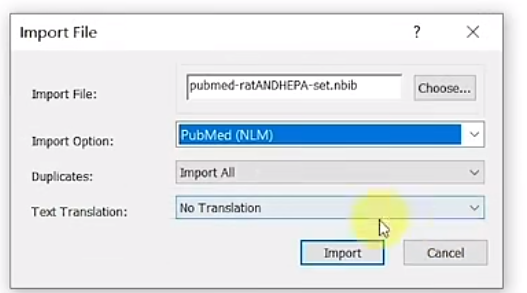 Import File
?
Import File:
pubmed-ratANDHEPA-set.nbib
Choose...
Import Option:
PubMed (NLM)
Duplicates:
Import All
Text Translation:
No Translation
Import
Cancel